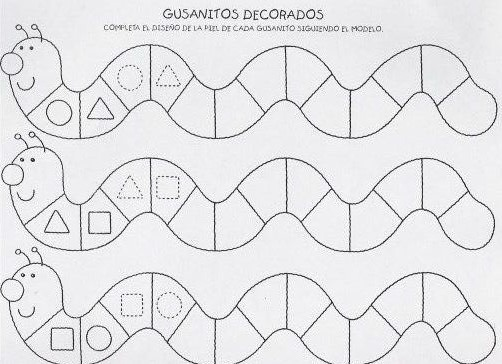 GUSANITOS DECORADOS
COMPLETA EL DISEÑO DE LA PIEL DE CADA GUSANITO SIGUIENDO EL MODELO.